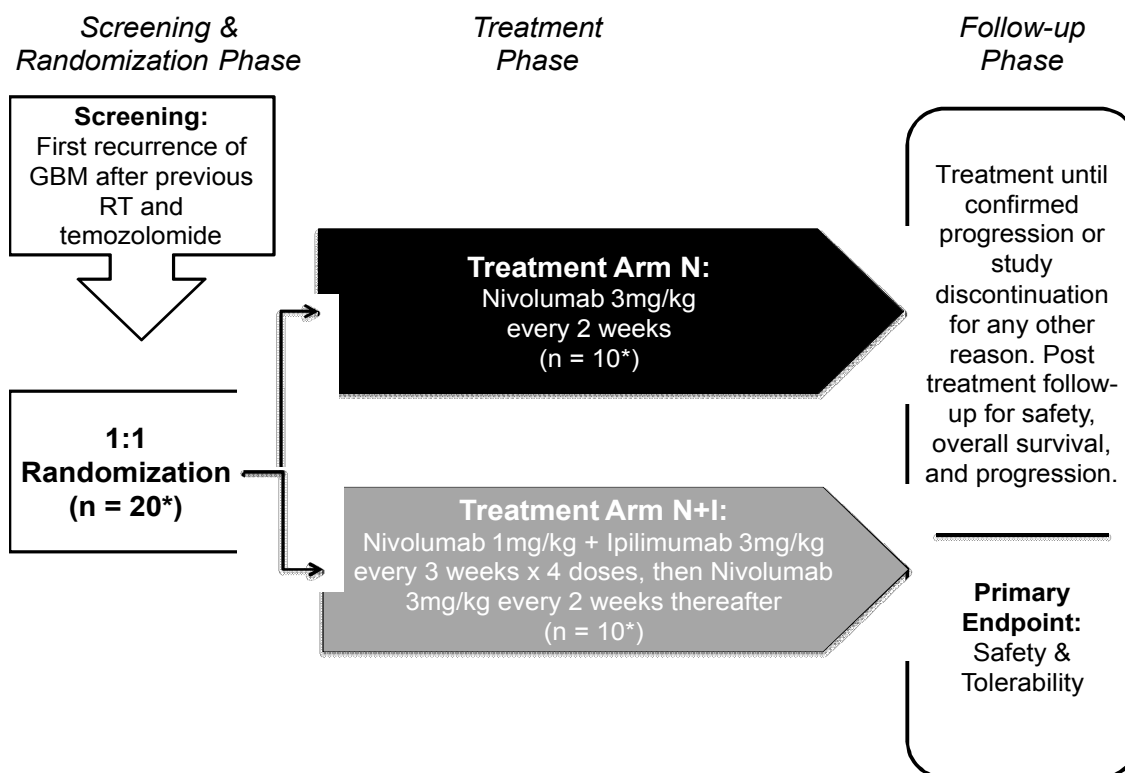 Screening &
Randomization Phase
Treatment
Phase
Follow-up
Phase
Screening:
First recurrence of
GBM after previous
RT and
temozolomide
1:1
Randomization
(n = 20*)
Treatment Arm N:
Nivolumab 3mg/kg
every 2 weeks
(n = 10*)
Treatment Arm N+I:
Nivolumab 1mg/kg + Ipilimumab 3mg/kg
every 3 weeks x 4 doses, then Nivolumab
3mg/kg every 2 weeks thereafter
(n = 10*)
Treatment until
confirmed
progression or
study
discontinuation
for any other
reason. Post
treatment follow-
up for safety,
overall survival,
and progression.
Primary
Endpoint:
Safety &
Tolerability